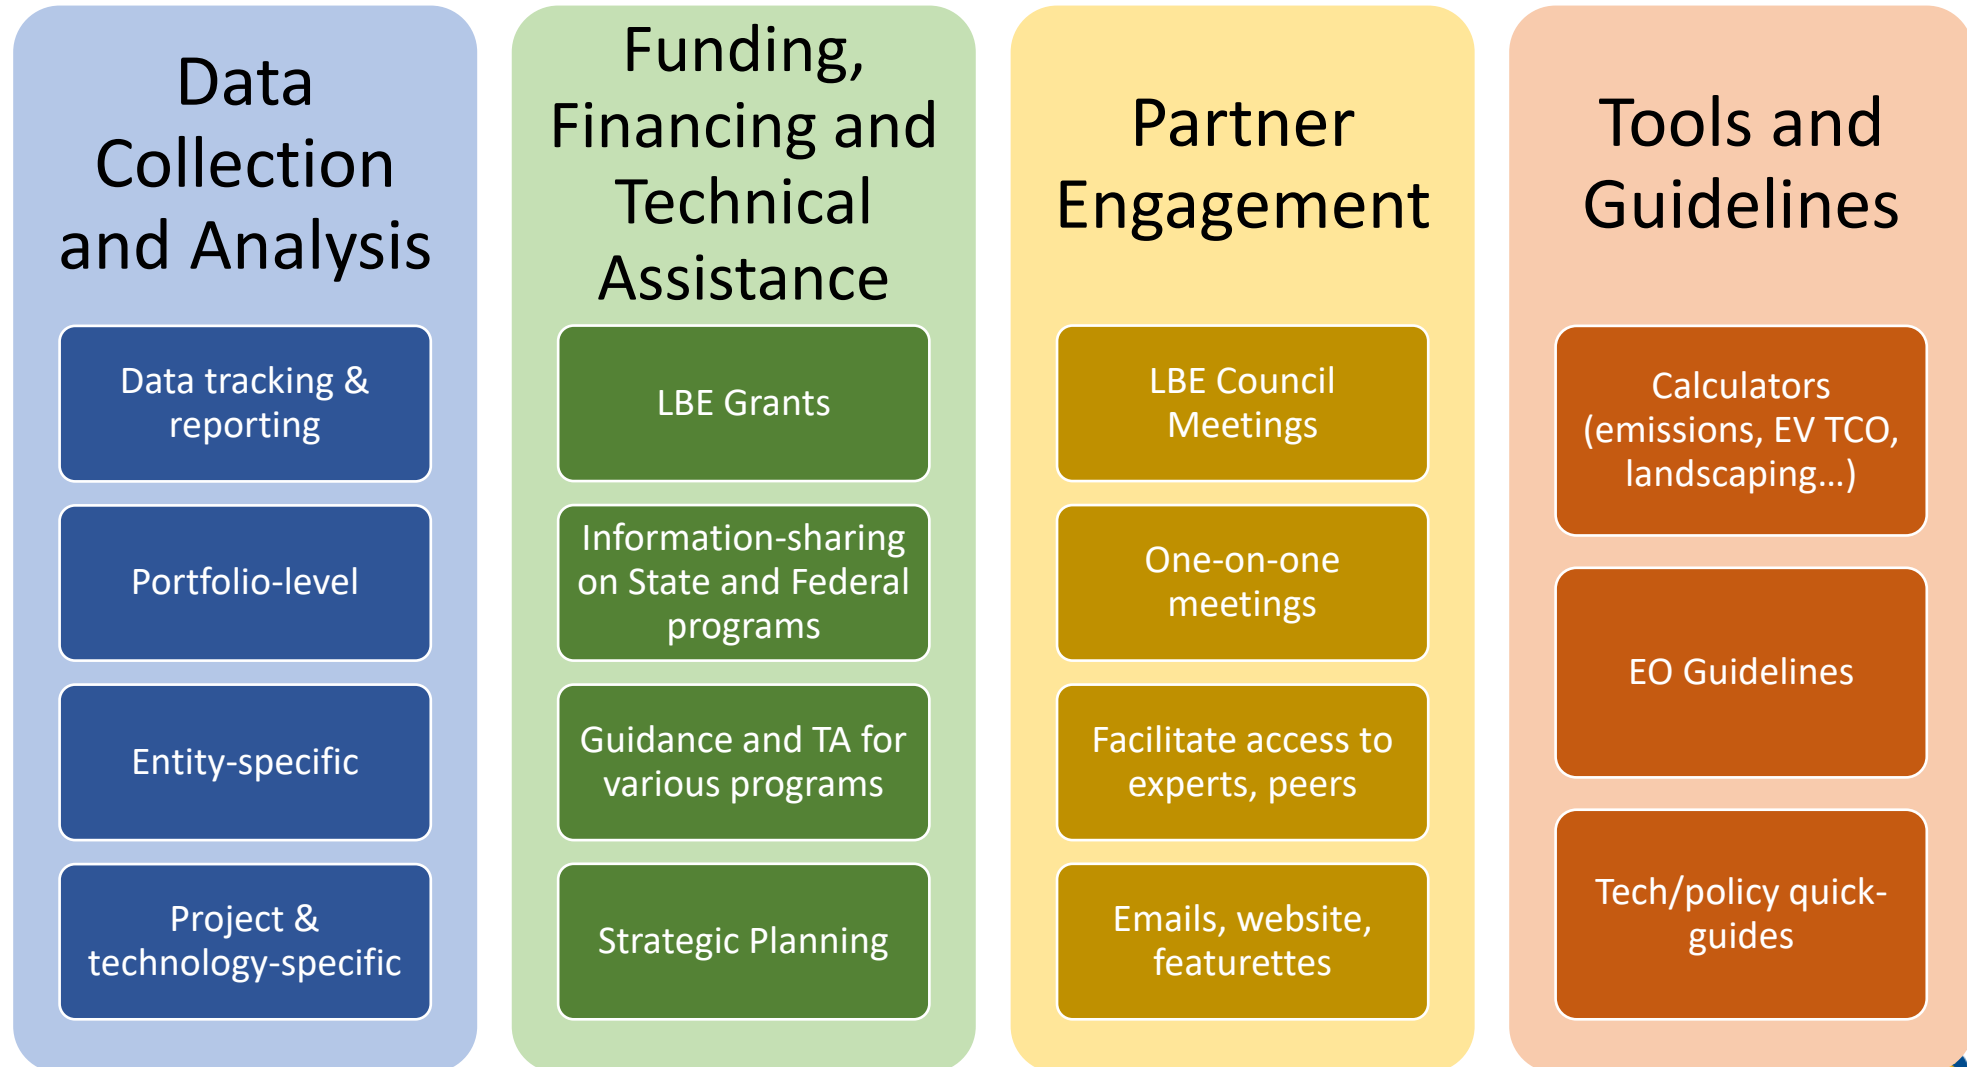 Data
Collection
and Analysis
Data tracking &
reporting
Portfolio-level
Entity-specific
Project &
technology-specific
Funding,
Financing and
Technical
Assistance
LBE Grants
Information-sharing
on State and Federal
programs
Guidance and TA for
various programs
Strategic Planning
Partner
Engagement
LBE Council
Meetings
One-on-one
meetings
Facilitate access to
experts, peers
Emails, website,
featurettes
Tools and
Guidelines
Calculators
(emissions, EV TCO,
landscaping…)
EO Guidelines
Tech/policy quick-
guides